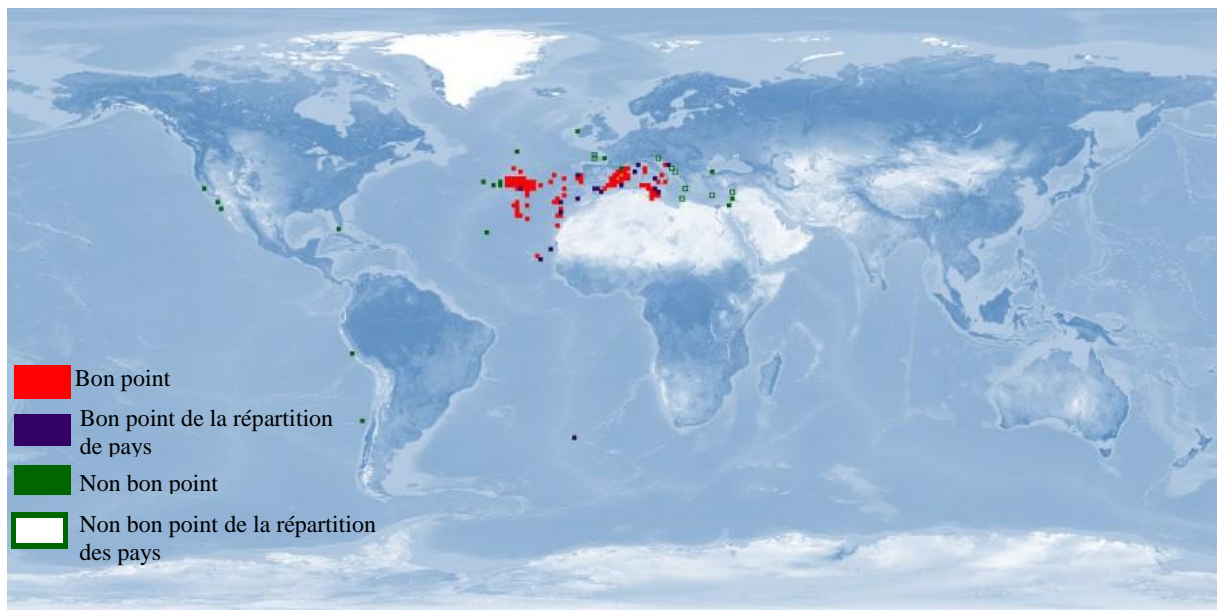 Bon point
Bon point de la répartition
de pays
Non bon point
Non bon point de la répartition
des pays